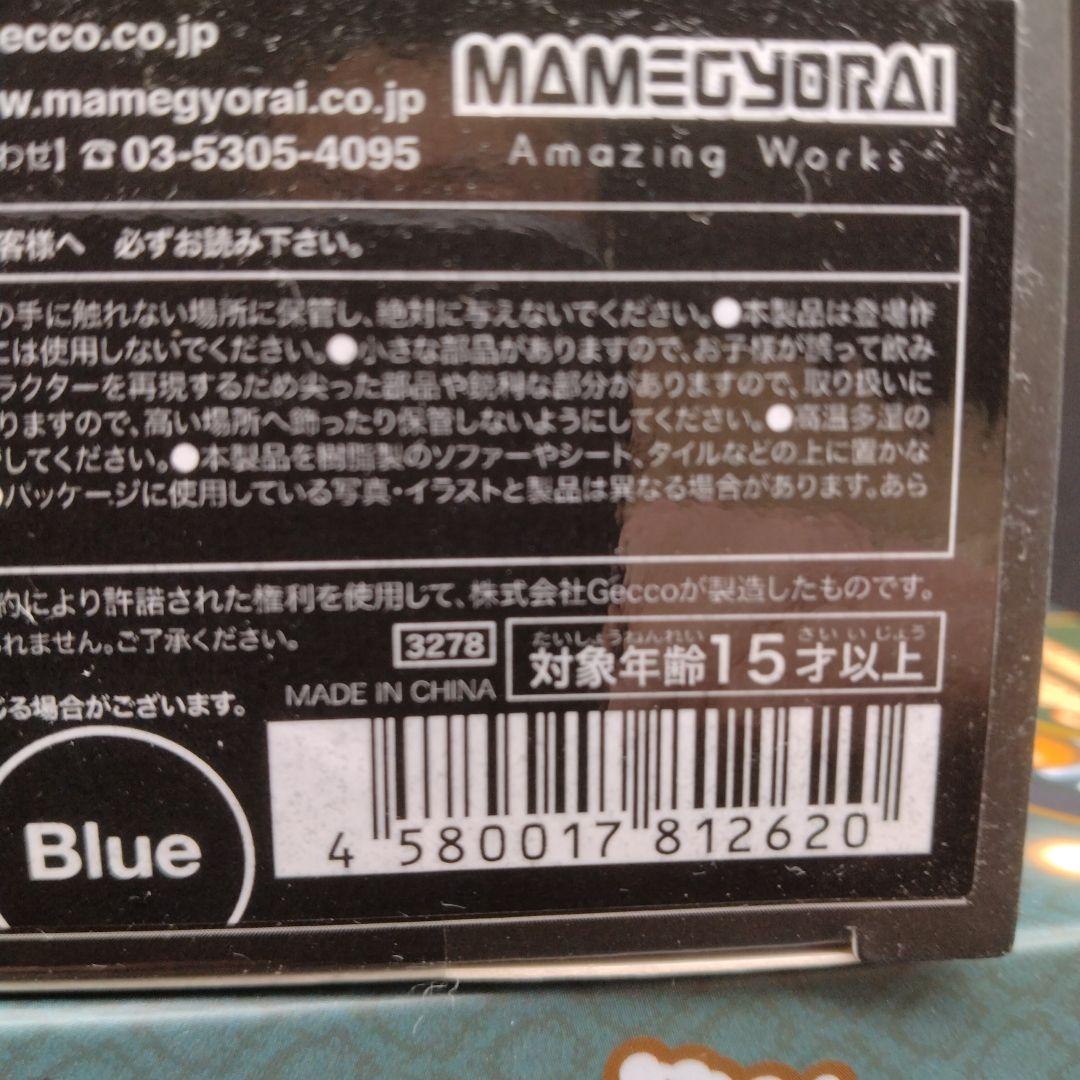 ecco.co.jp
MAMEGYORAI
w.mamegyorai.co.jp
Amazing Works
わせ】☎03-5305-4095
客様へ 必ずお読み下さい。
の手に触れない場所に保管し、絶対に与えないでください。●本製品は登場作
には使用しないでください。●小さな部品がありますので、お子様が誤って飲み
ラクターを再現するため尖った部品や鋭利な部分がありますので、取り扱いに
りますので、高い場所へ飾ったり保管しないようにしてください。●高温多湿の
してください。●本製品を樹脂製のソファーやシート、タイルなどの上に置かな
●パッケージに使用している写真・イラストと製品は異なる場合があります。あら
約により許諾された権利を使用して、株式会社Geccoが製造したものです。
れません。ご了承ください。
3278
たいしょうねんれい さいいじょう
対象年齢15才以上
MADE IN CHINA
じる場合がございます。
Blue
4 580017 812620